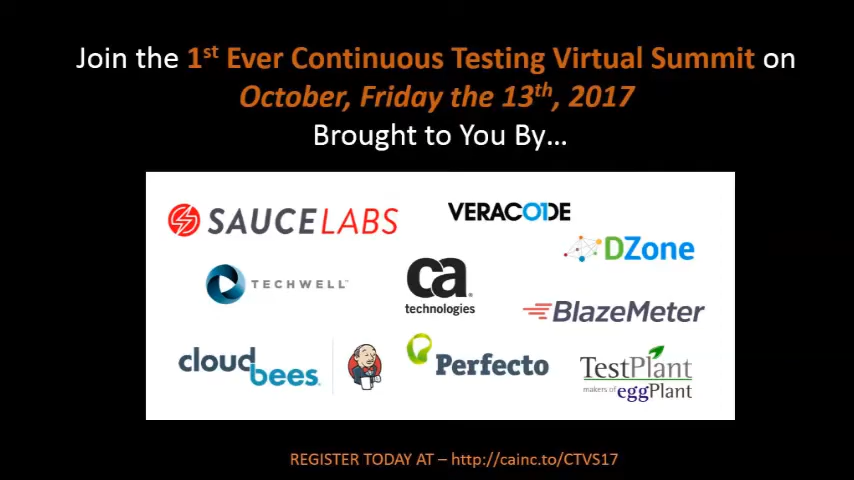 Join the 1st Ever Continuous Testing Virtual Summit on
October, Friday the 13th, 2017
Brought to You By...
SAUCELABS
VERACODE
DZone
TECHWELL
ca
technologies
BlazeMeter
cloudbees
Perfecto
TestPlant
makers of eggPlant
REGISTER TODAY AT – http://cainc.to/CTVS17